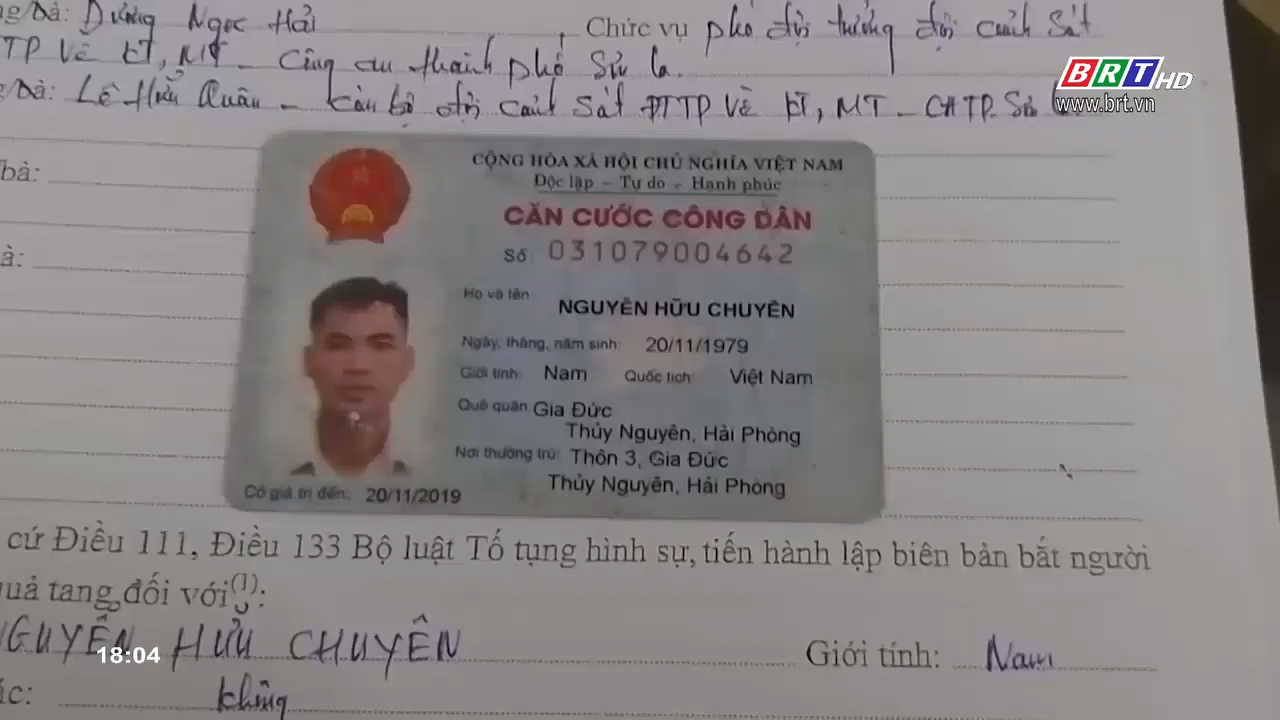 ng/bà: Dương Ngọc Hải , Chức vụ phó đội trưởng đội cảnh sát
TP Về KT, MT - Công an thành phố Sơn La.
g/bà: Lê Hữu Quân - cán bộ đội cảnh sát ĐTTP Về KT, MT - CATP. Sơn
BRT HD
www.brt.vn
bà:
à:
CỘNG HÒA XÃ HỘI CHỦ NGHĨA VIỆT NAM
Độc lập - Tự do - Hạnh phúc
CĂN CƯỚC CÔNG DÂN
Số 031079004642
Họ và tên: NGUYỄN HỮU CHUYÊN
Ngày, tháng, năm sinh: 20/11/1979
Giới tính: Nam Quốc tịch: Việt Nam
Quê quán: Gia Đức
Thủy Nguyên, Hải Phòng
Nơi thường trú: Thôn 3, Gia Đức
Thủy Nguyên, Hải Phòng
Có giá trị đến: 20/11/2019
cứ Điều 111, Điều 133 Bộ luật Tố tụng hình sự, tiến hành lập biên bản bắt người
quả tang đối với(1):
NGUYỄN HỮU CHUYÊN Giới tính: Nam
18:04
ác: không